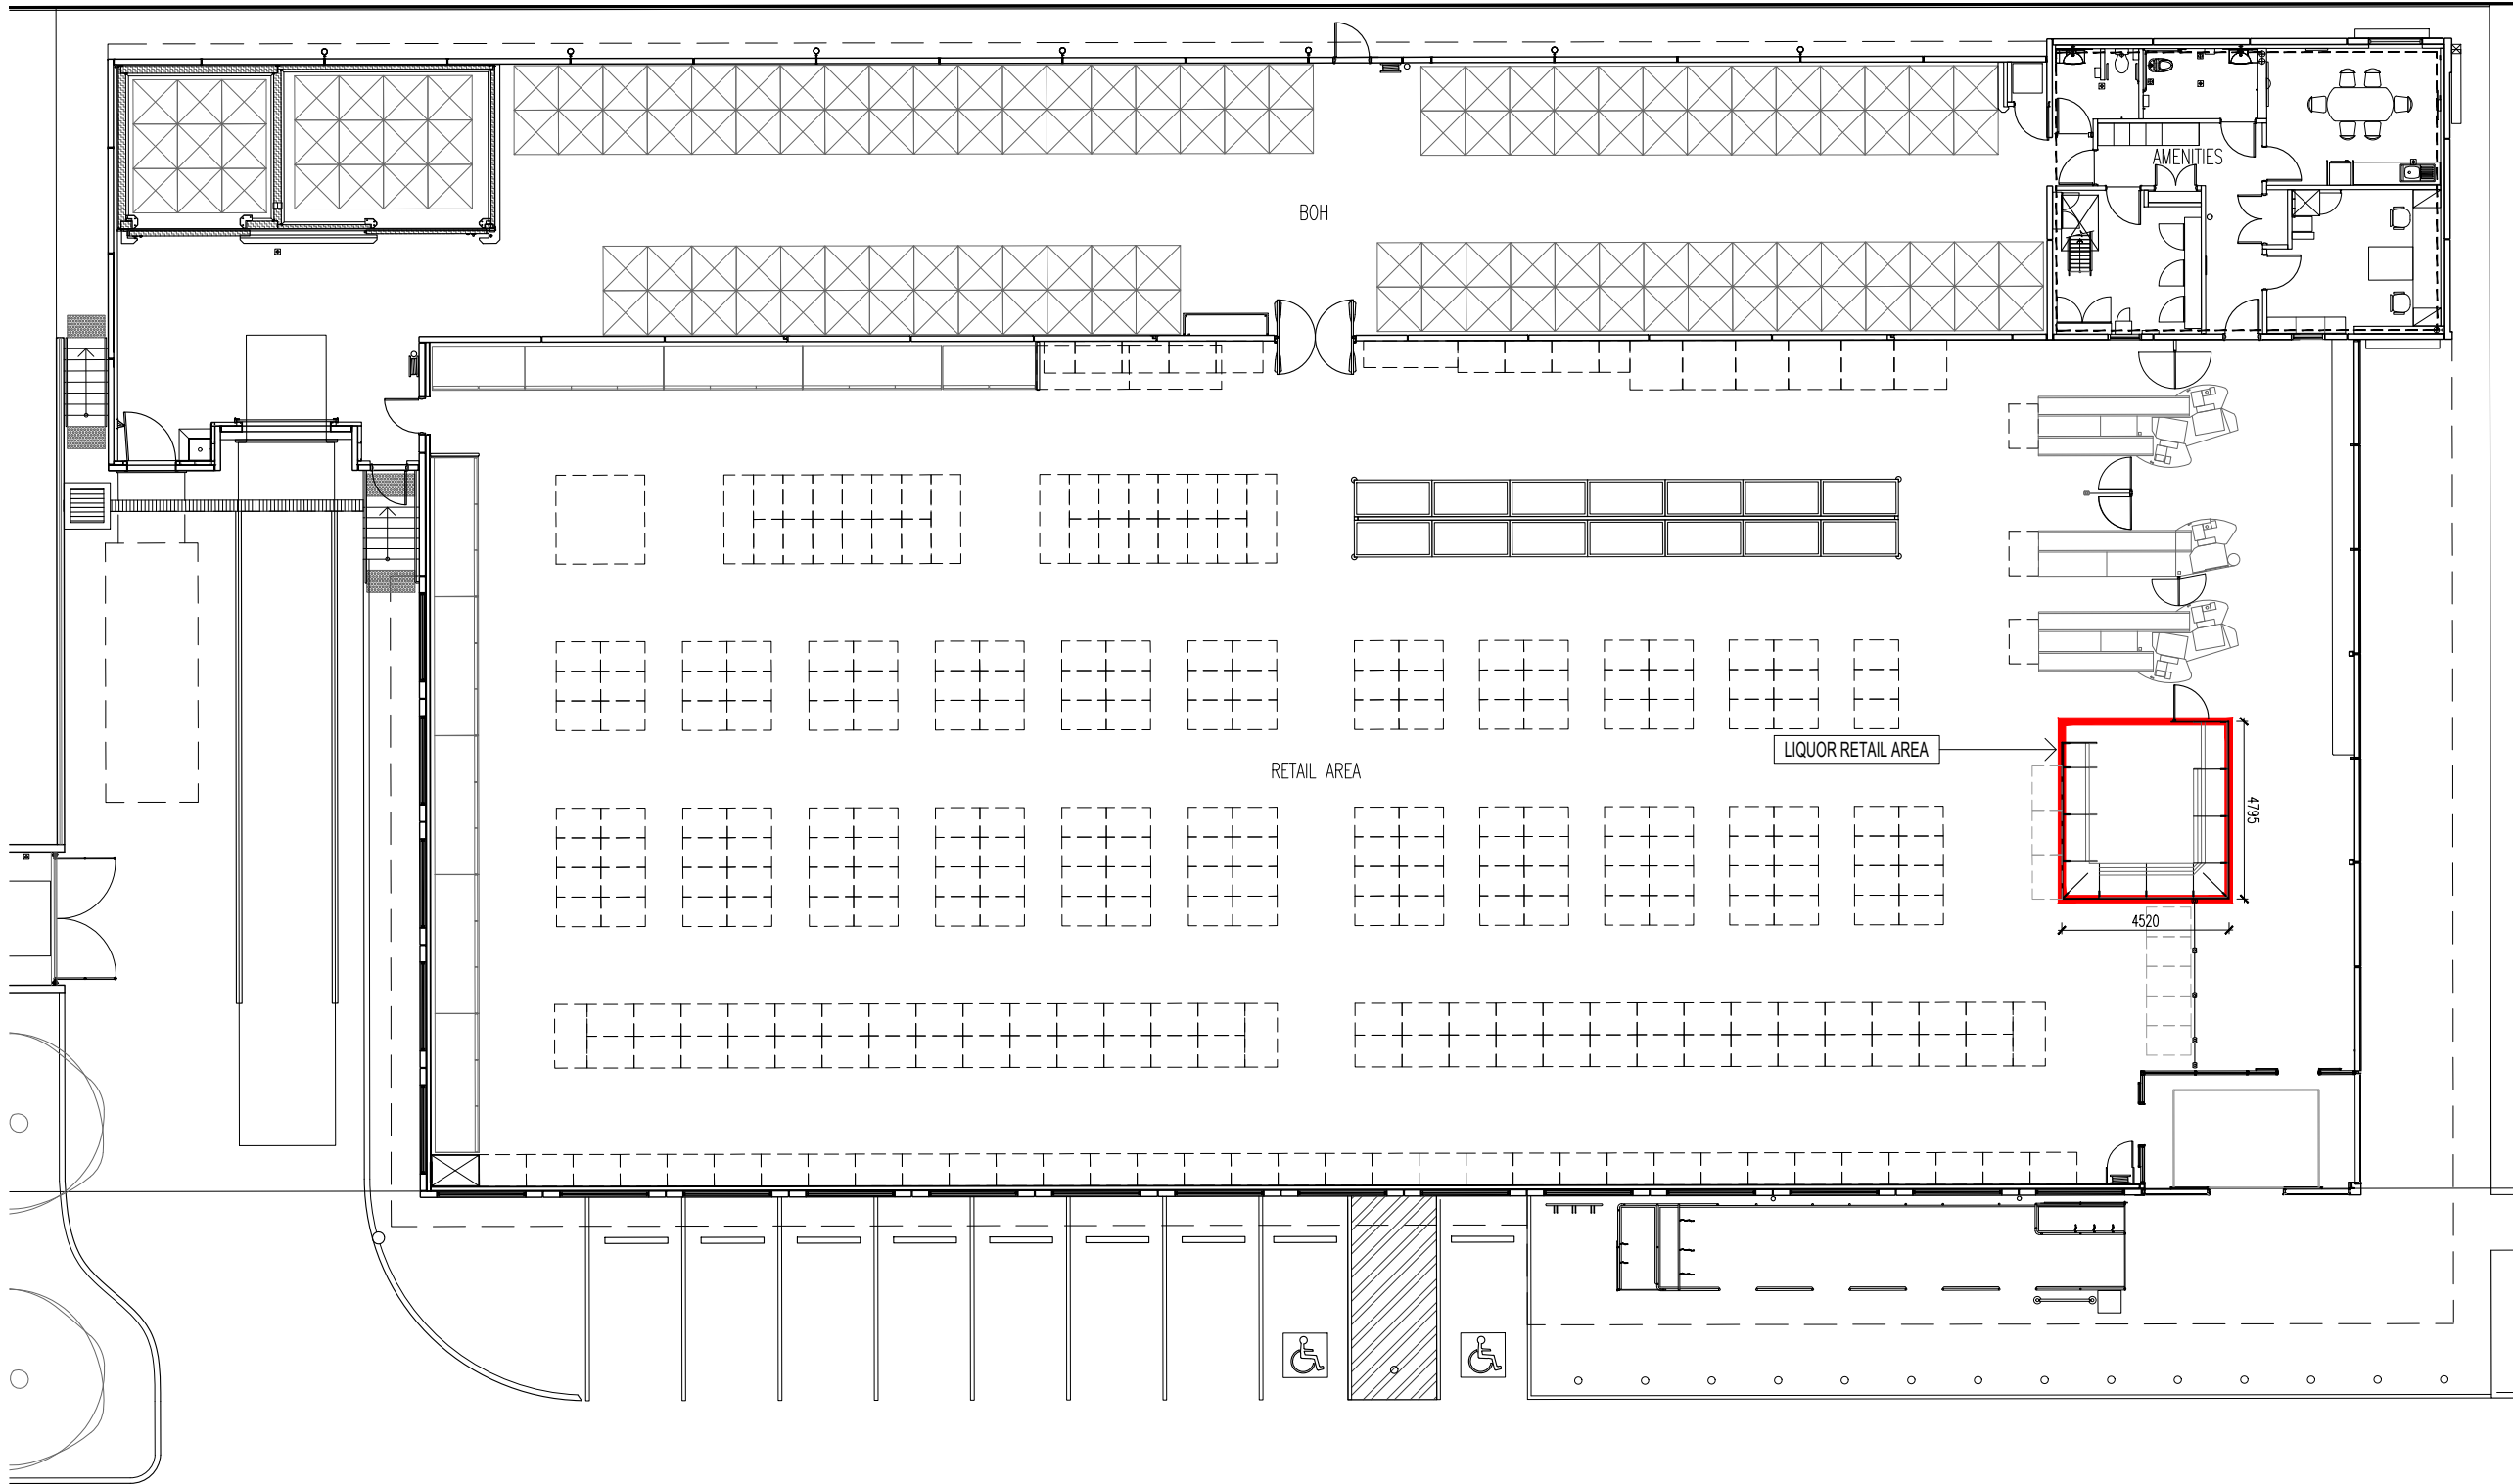 AMENITIES
BOH
LIQUOR RETAIL AREA
RETAIL AREA
4795
4520